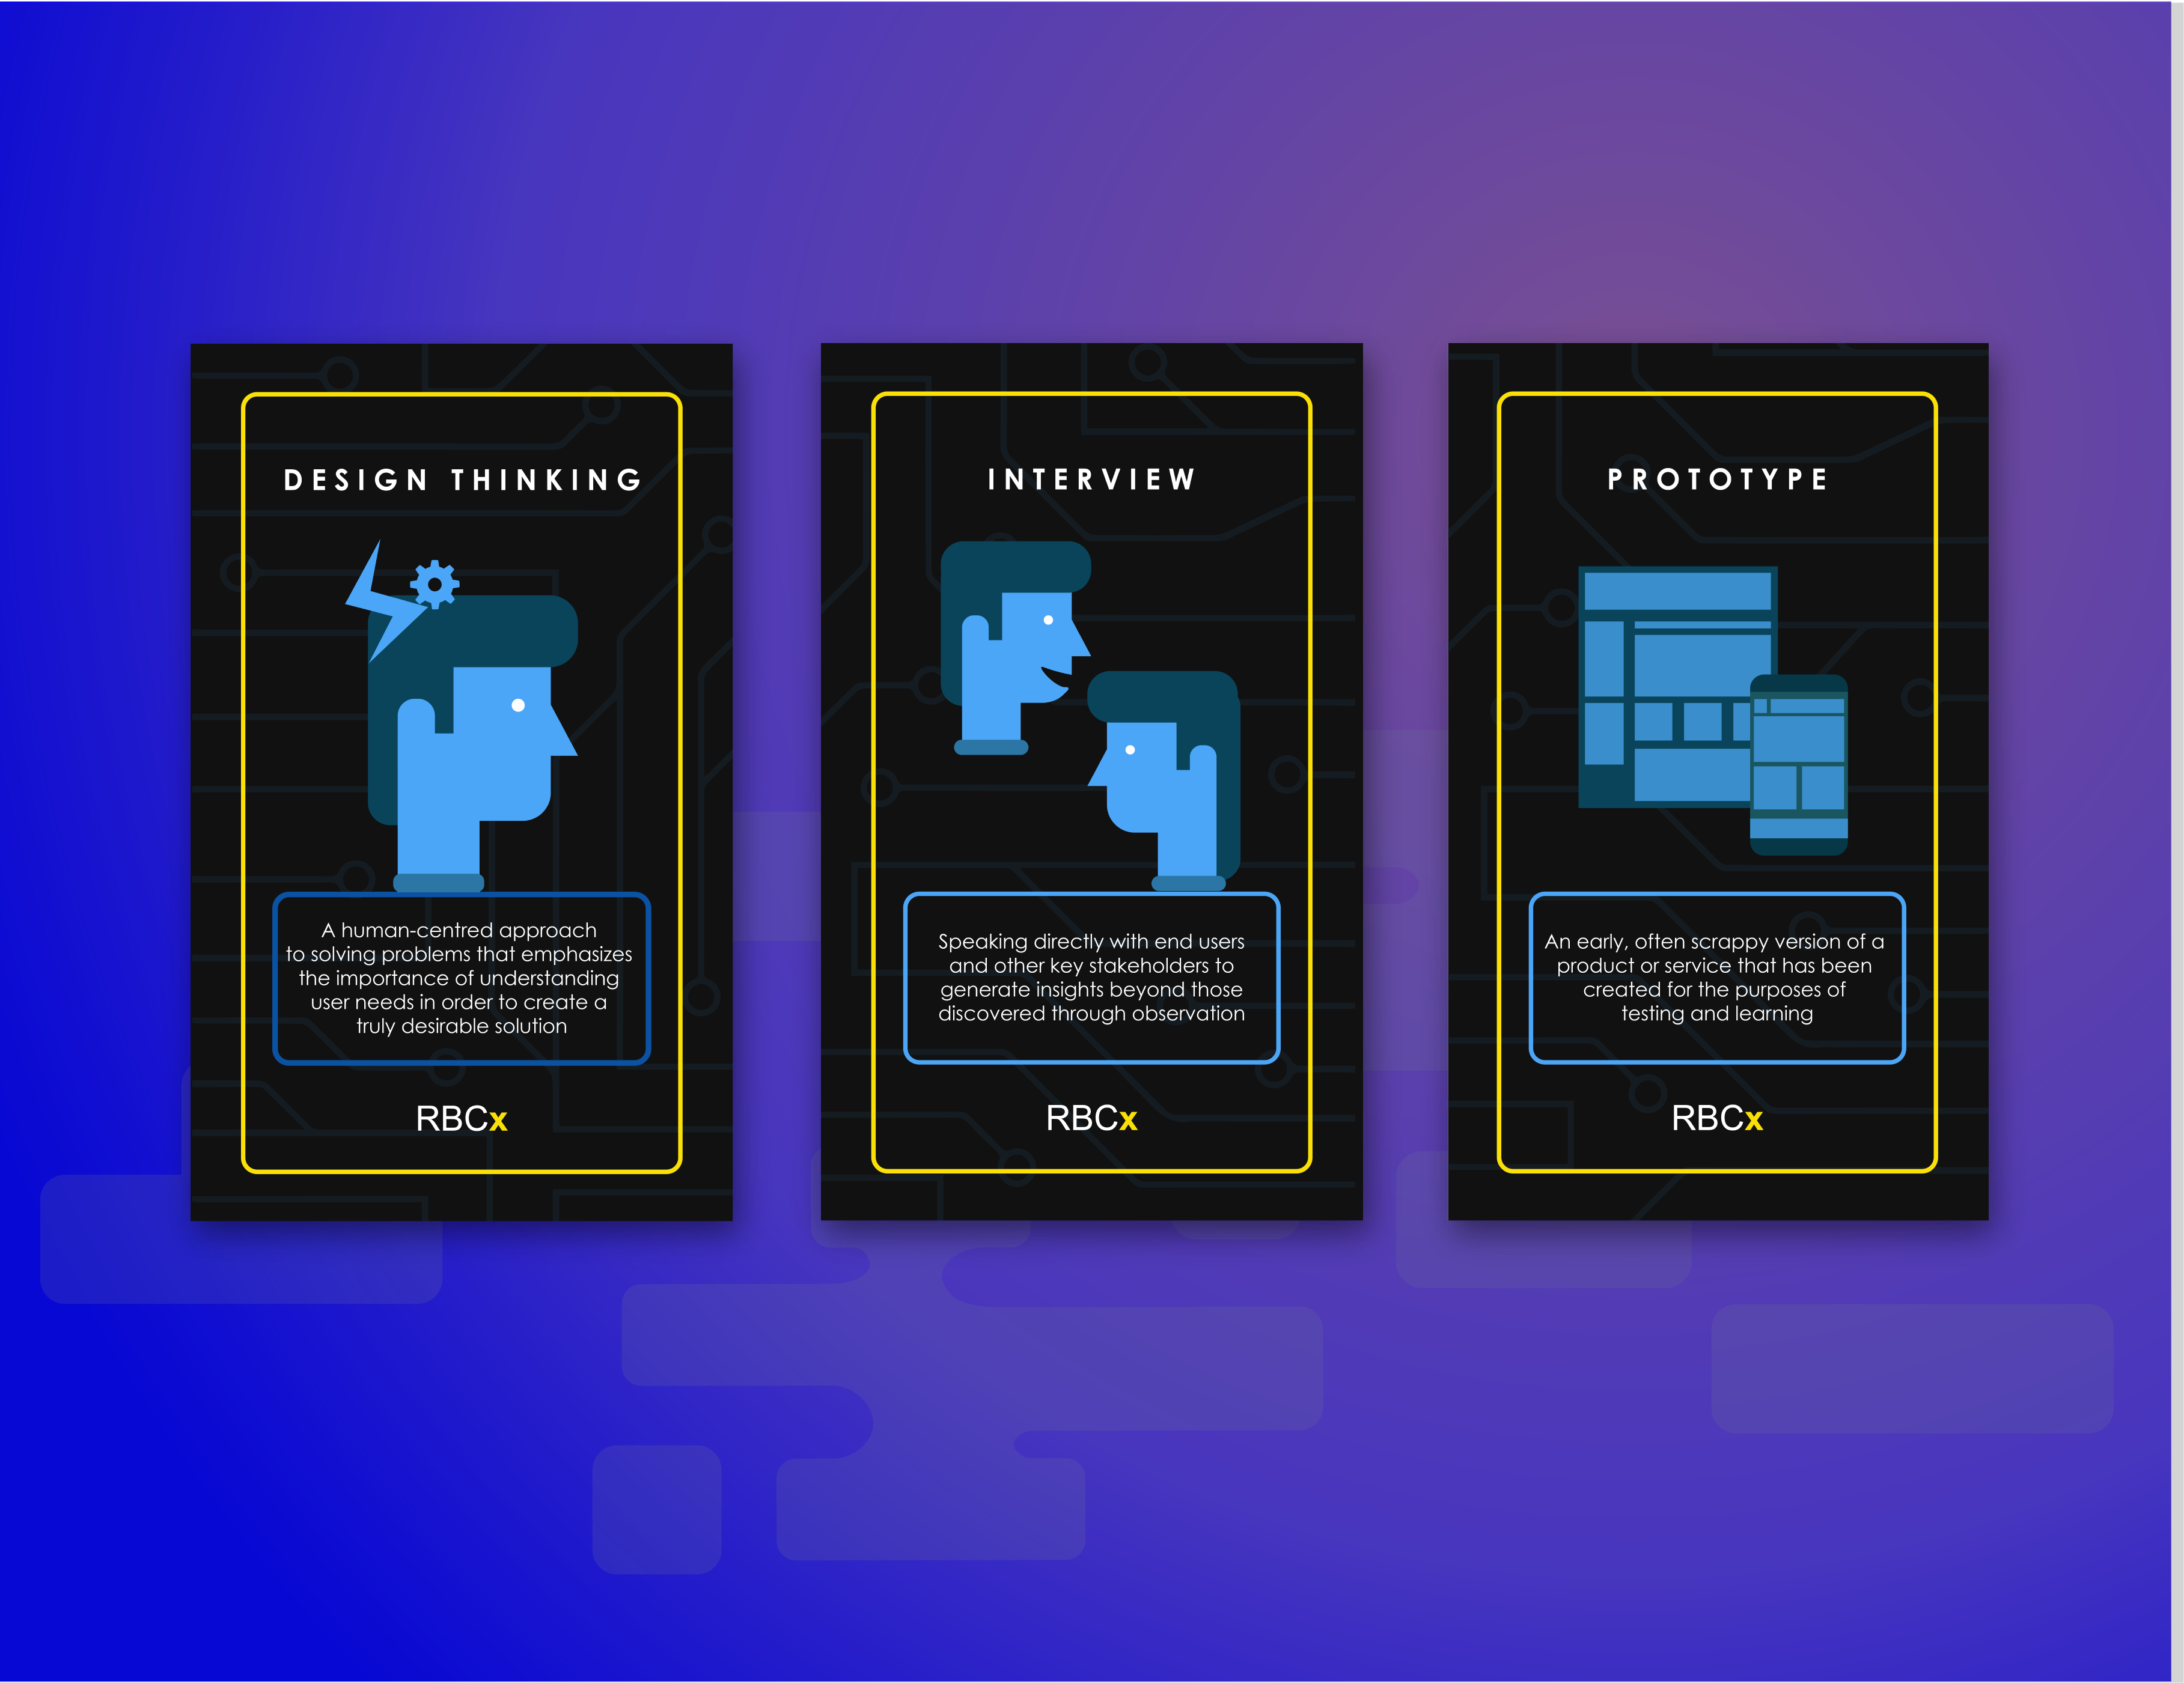 DESIGN THINKING
A human-centred approach
to solving problems that emphasizes
the importance of understanding
user needs in order to create a
truly desirable solution
RBCx
INTERVIEW
Speaking directly with end users
and other key stakeholders to
generate insights beyond those
discovered through observation
RBCx
PROTOTYPE
An early, often scrappy version of a
product or service that has been
created for the purposes of
testing and learning
RBCx